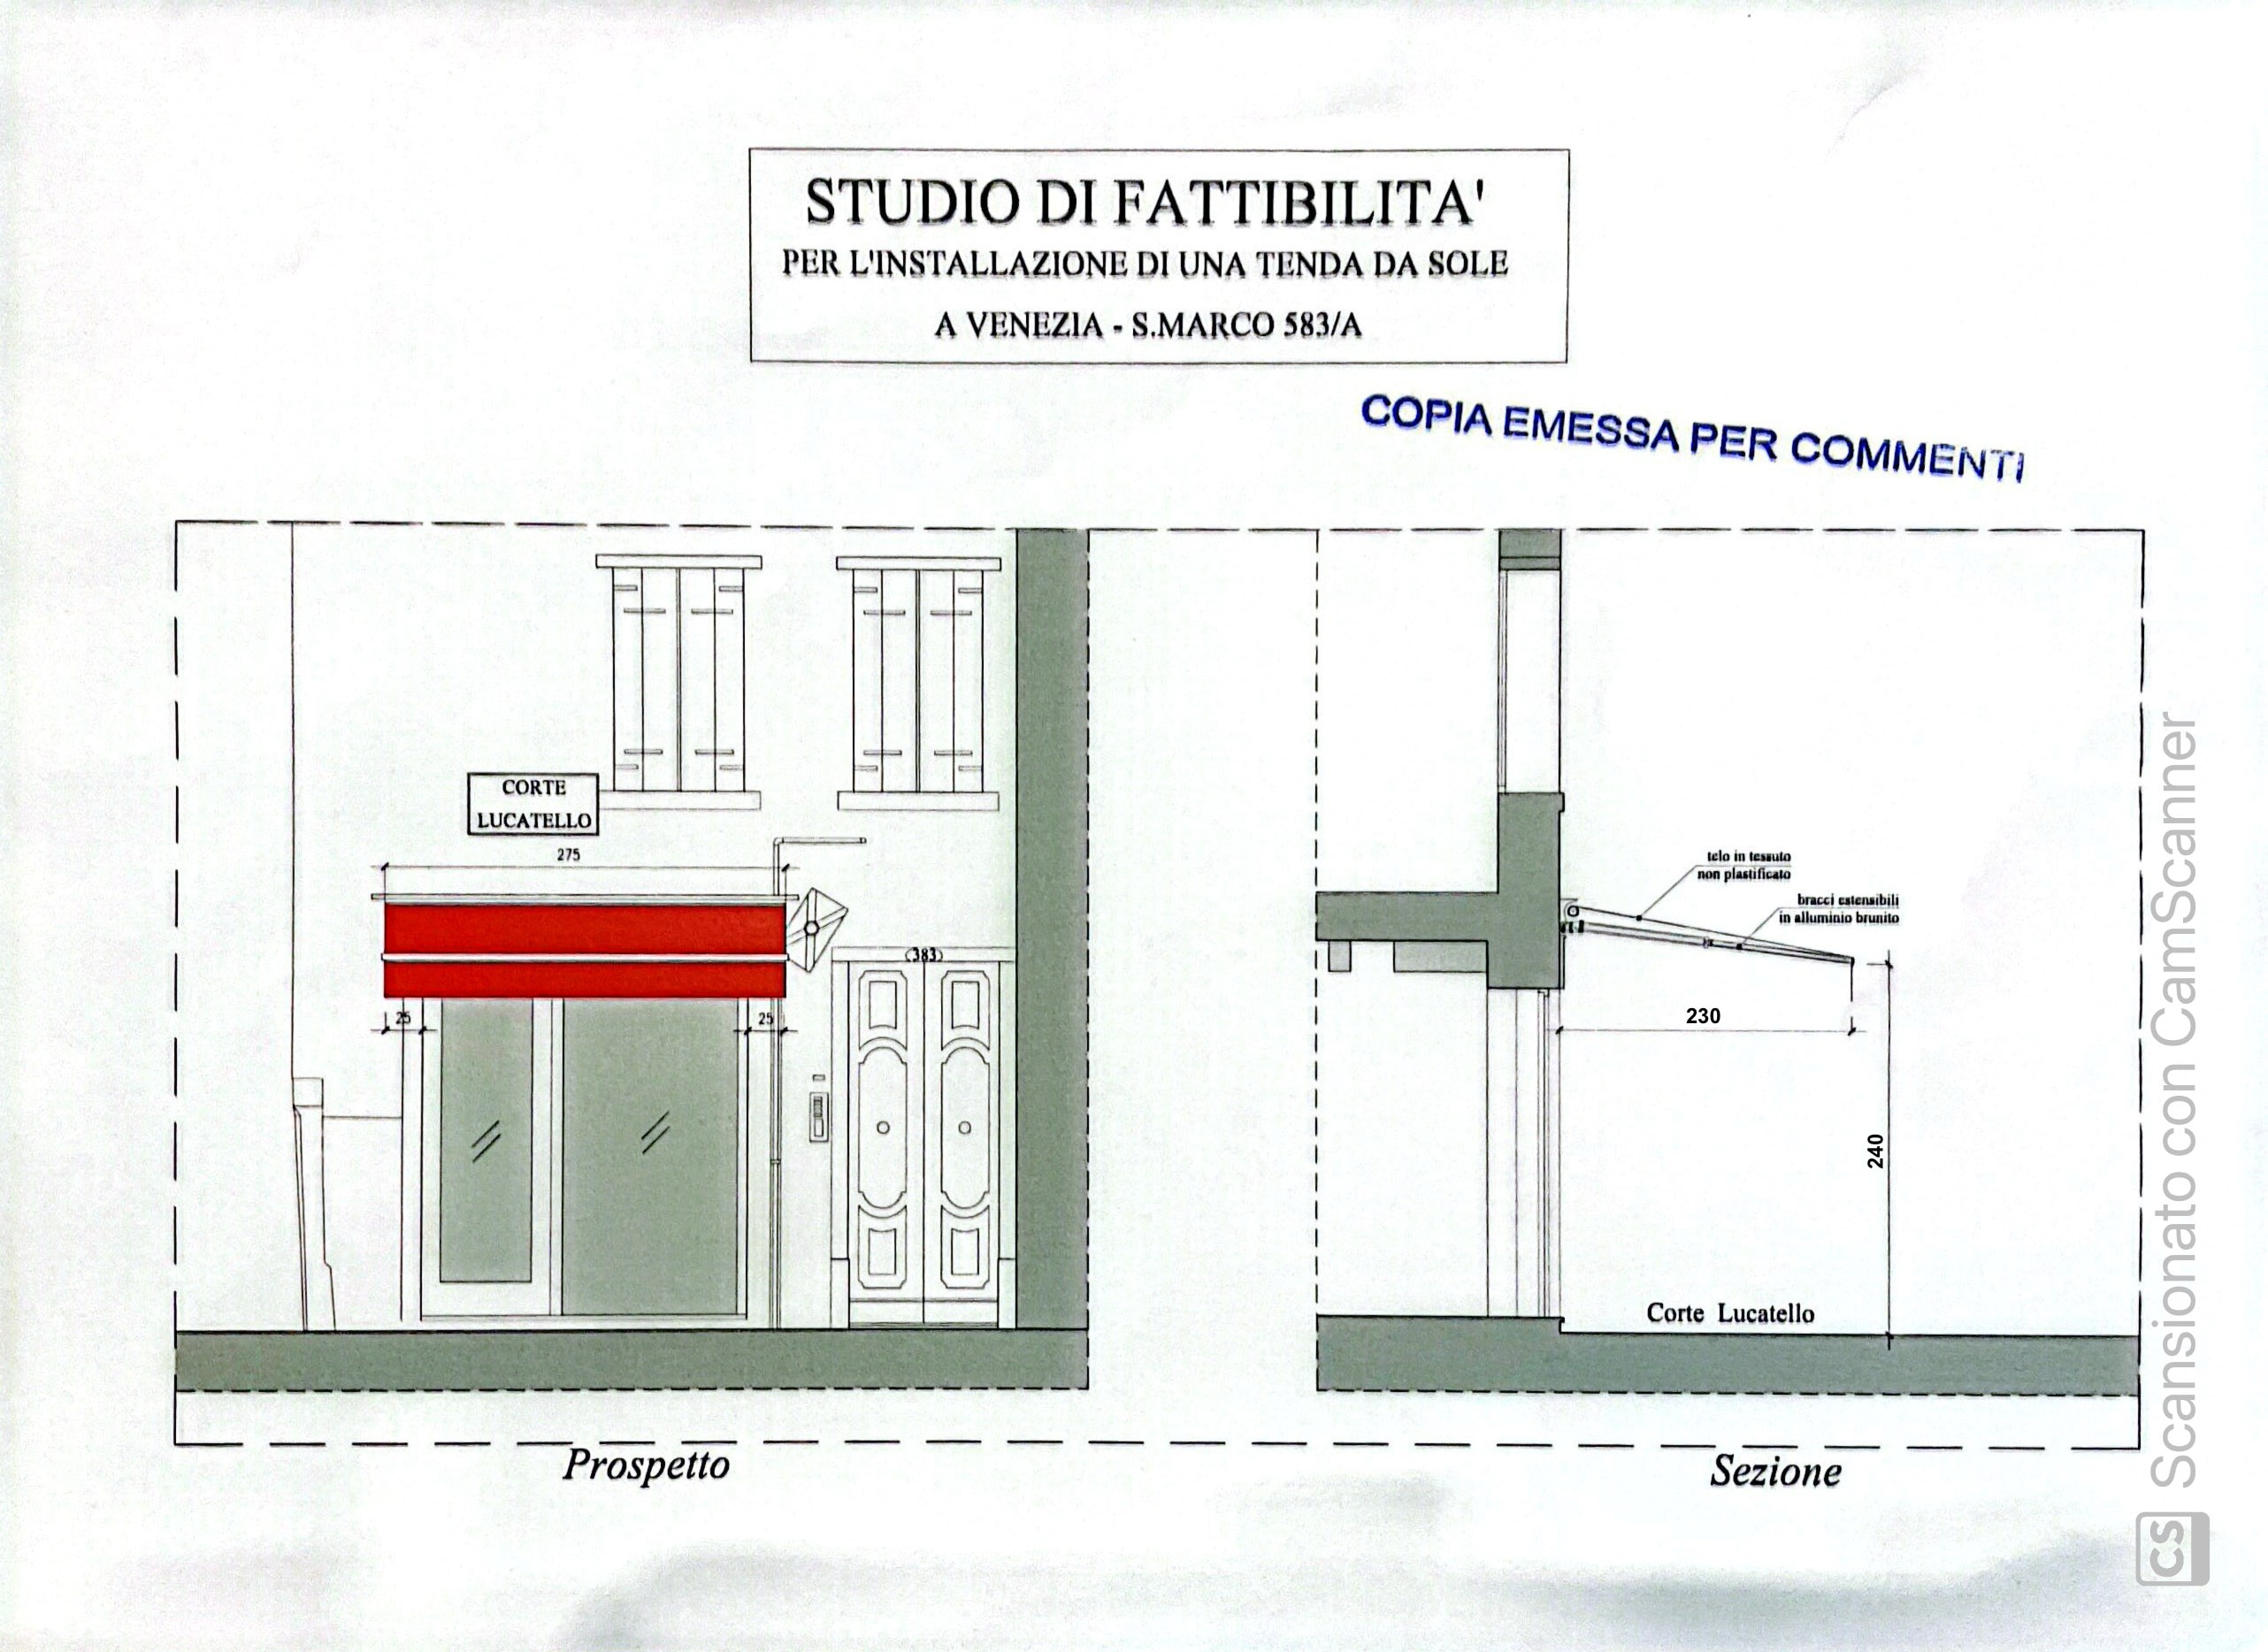 STUDIO DI FATTIBILITA'
PER L'INSTALLAZIONE DI UNA TENDA DA SOLE
A VENEZIA - S.MARCO 583/A
COPIA EMESSA PER COMMENTI
CORTE
LUCATELLO
275
383
25
25
telo in tessuto
non plastificato
bracci estensibili
in alluminio brunito
230
240
Corte Lucatello
Prospetto
Sezione
CS Scansionato con CamScanner